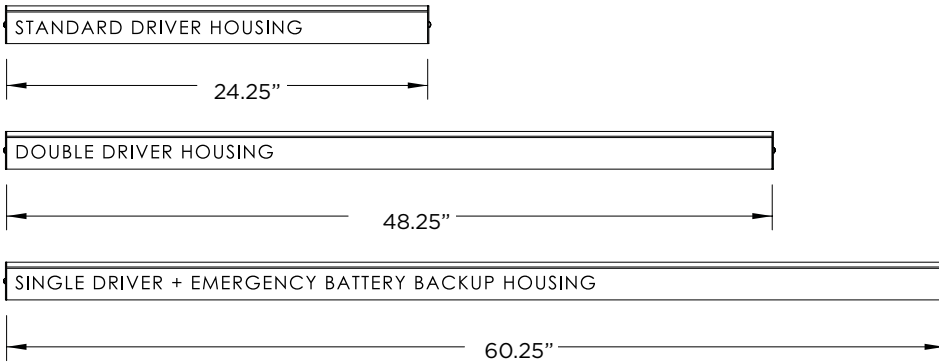 STANDARD DRIVER HOUSING
24.25”
DOUBLE DRIVER HOUSING
48.25”
SINGLE DRIVER + EMERGENCY BATTERY BACKUP HOUSING
60.25”